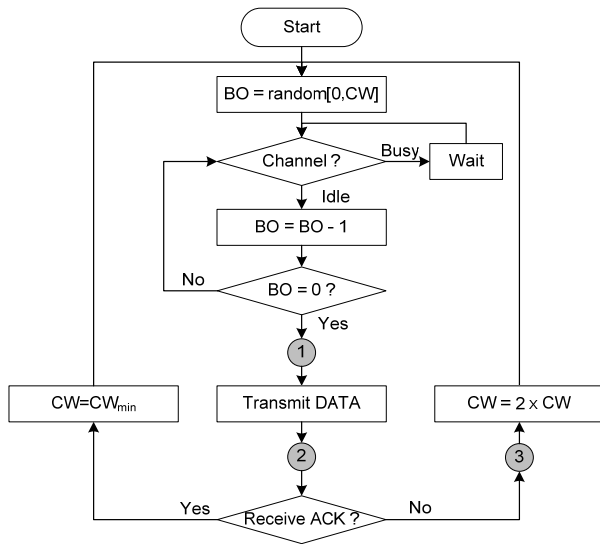 Start
BO = random[0,CW]
Channel ?
Busy
Wait
Idle
BO = BO - 1
No
BO = 0 ?
Yes
1
CW=CWmin
Transmit DATA
CW = 2 x CW
2
3
Yes
Receive ACK ?
No